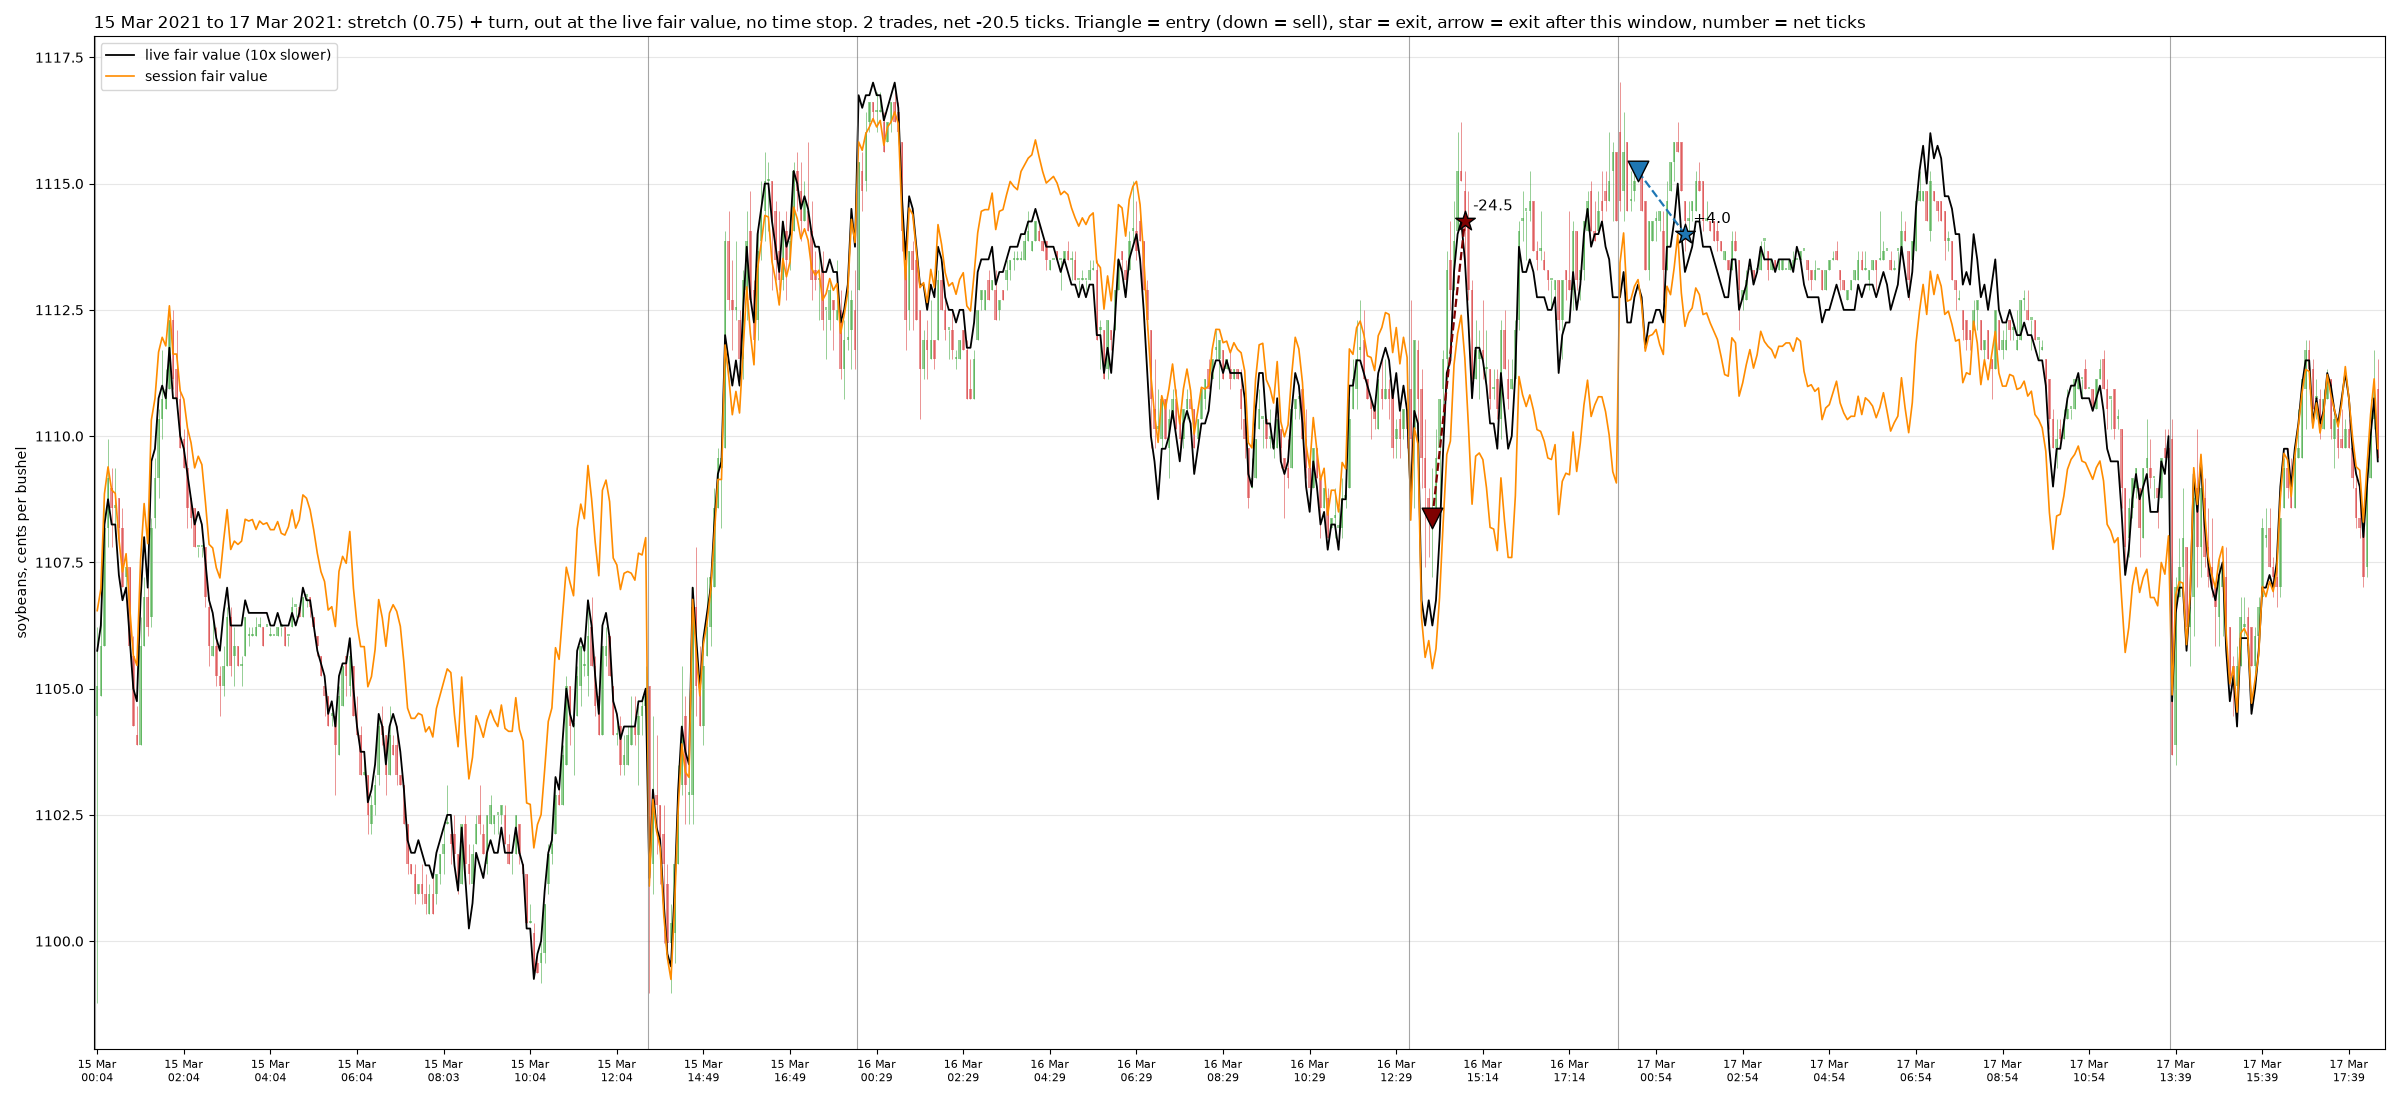 15 Mar 2021 to 17 Mar 2021: stretch (0.75) + turn, out at the live fair value, no time stop. 2 trades, net -20.5 ticks. Triangle = entry (down = sell), star = exit, arrow = exit after this window, number = net ticks
live fair value (10x slower)
session fair value
soybeans, cents per bushel
1117.5
1115.0
1112.5
1110.0
1107.5
1105.0
1102.5
1100.0
-24.5
+4.0
15 Mar 15 Mar 15 Mar 15 Mar 15 Mar 15 Mar 15 Mar 15 Mar 15 Mar 16 Mar 16 Mar 16 Mar 16 Mar 16 Mar 16 Mar 16 Mar 16 Mar 16 Mar 17 Mar 17 Mar 17 Mar 17 Mar 17 Mar 17 Mar 17 Mar 17 Mar 17 Mar
00:04 02:04 04:04 06:04 08:03 10:04 12:04 14:49 16:49 00:29 02:29 04:29 06:29 08:29 10:29 12:29 15:14 17:14 00:54 02:54 04:54 06:54 08:54 10:54 13:39 15:39 17:39